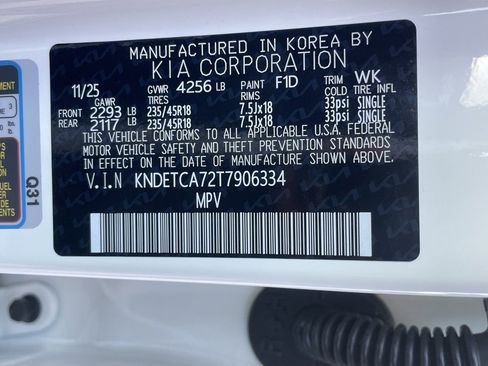 MANUFACTURED IN KOREA BY
KIA CORPORATION
11/25 GVWR 4256 LB PAINT F1D TRIM WK
GAWR TIRES RIMS COLD TIRE INFLATION
FRONT 2293 LB 235/45R18 7.5Jx18 33psi SINGLE
REAR 2117 LB 235/45R18 7.5Jx18 33psi SINGLE
THIS VEHICLE CONFORMS TO ALL APPLICABLE U.S.A. FEDERAL
MOTOR VEHICLE SAFETY AND THEFT PREVENTION STANDARDS
IN EFFECT ON THE DATE OF MANUFACTURE SHOWN ABOVE.
V.I.N KNDETCA72T7906334
MPV
Q31
3